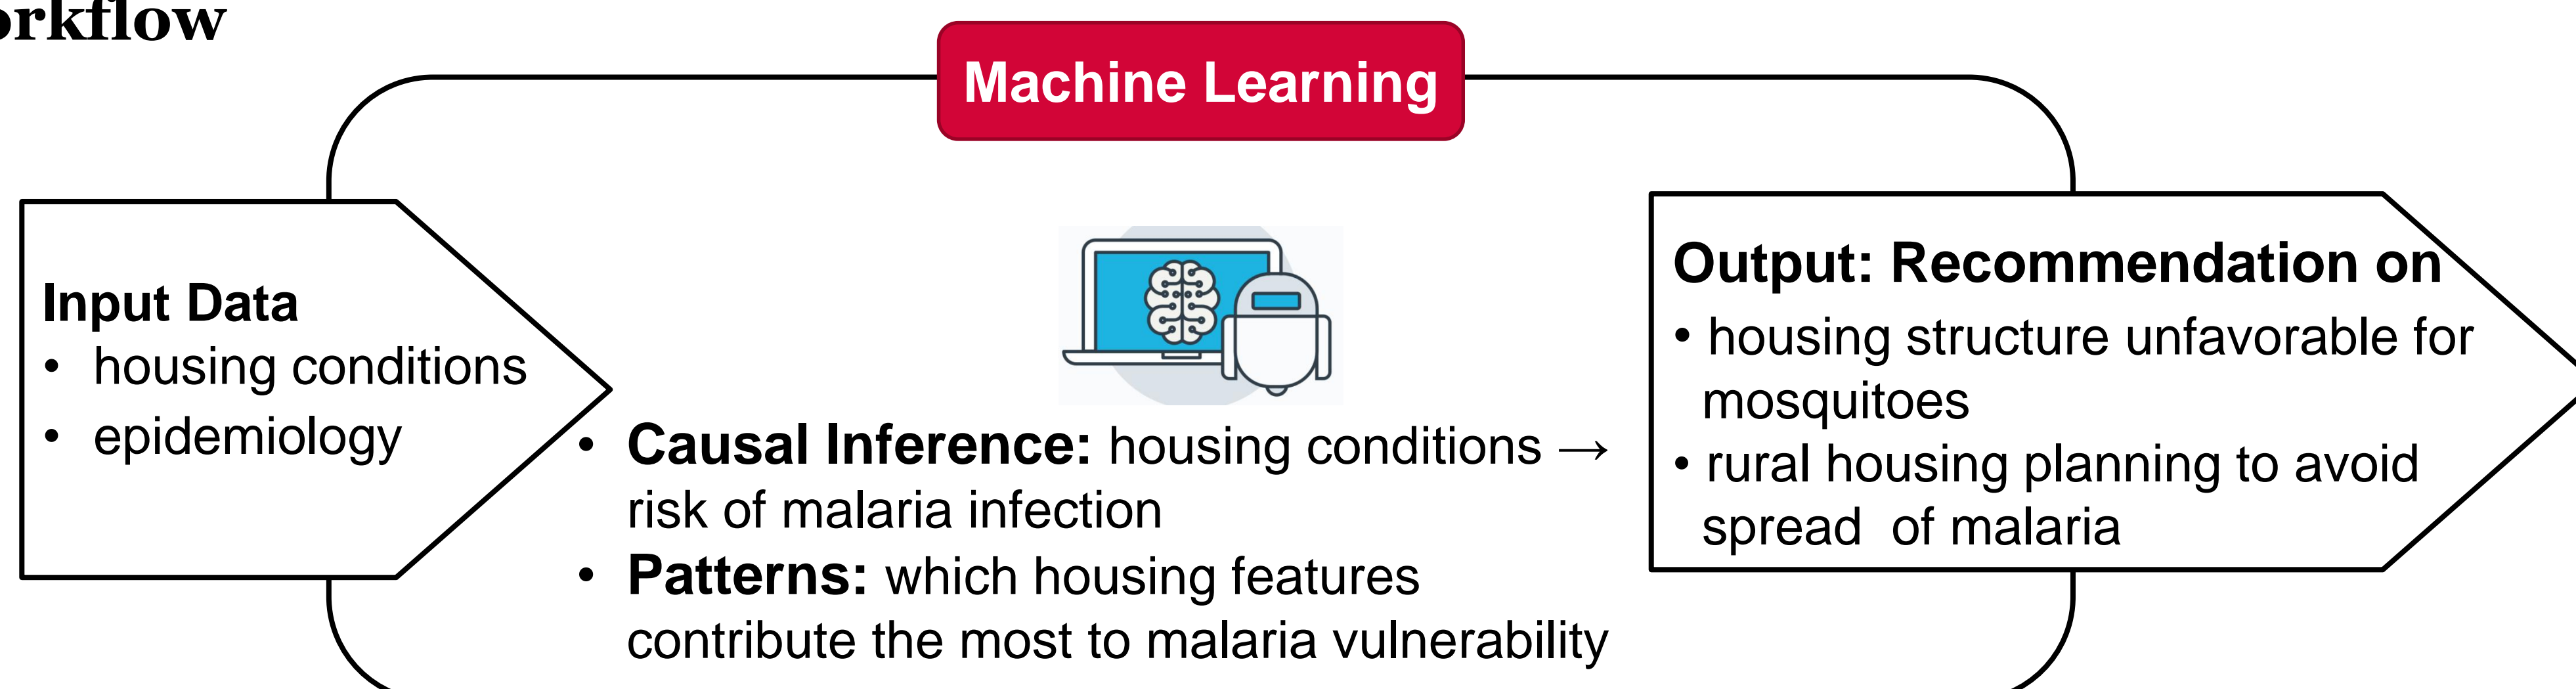 orkflow
Machine Learning
Input Data
• housing conditions
• epidemiology
• Causal Inference: housing conditions →
risk of malaria infection
• Patterns: which housing features
contribute the most to malaria vulnerability
Output: Recommendation on
• housing structure unfavorable for
mosquitoes
• rural housing planning to avoid
spread  of malaria